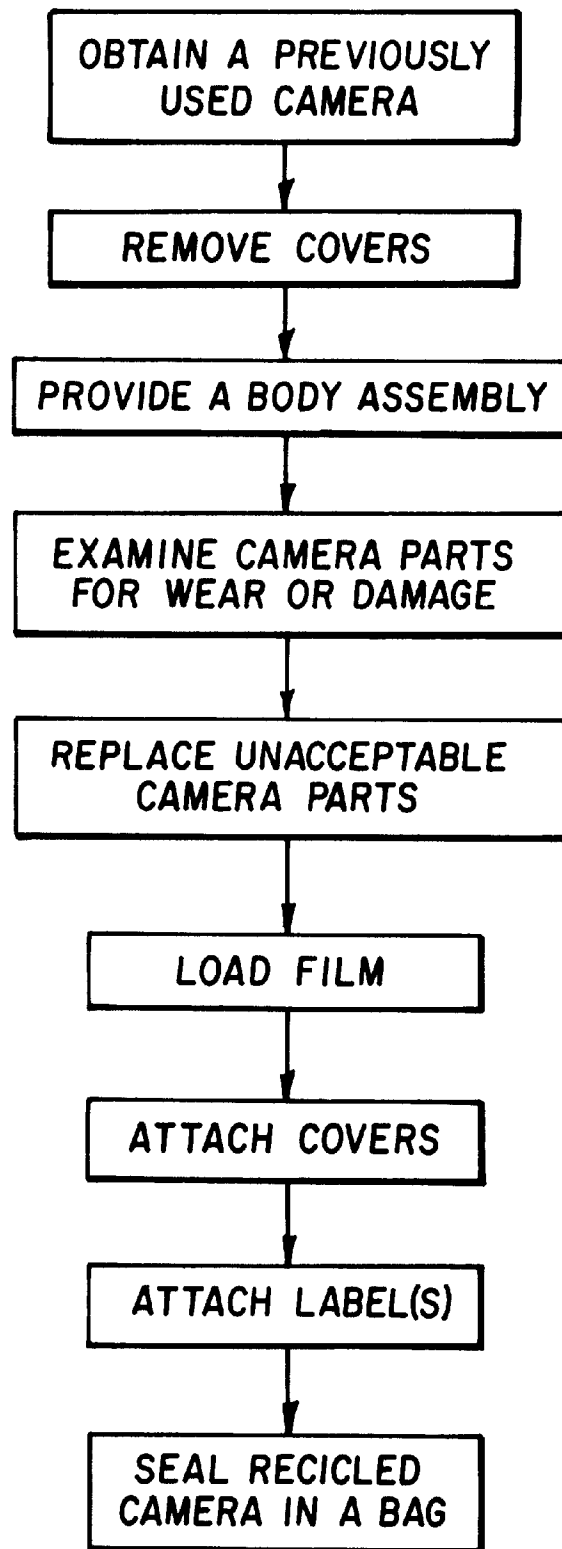 OBTAIN A PREVIOUSLY
USED CAMERA
REMOVE COVERS
PROVIDE A BODY ASSEMBLY
EXAMINE CAMERA PARTS
FOR WEAR OR DAMAGE
REPLACE UNACCEPTABLE
CAMERA PARTS
LOAD FILM
ATTACH COVERS
ATTACH LABEL(S)
SEAL RECICLED
CAMERA IN A BAG